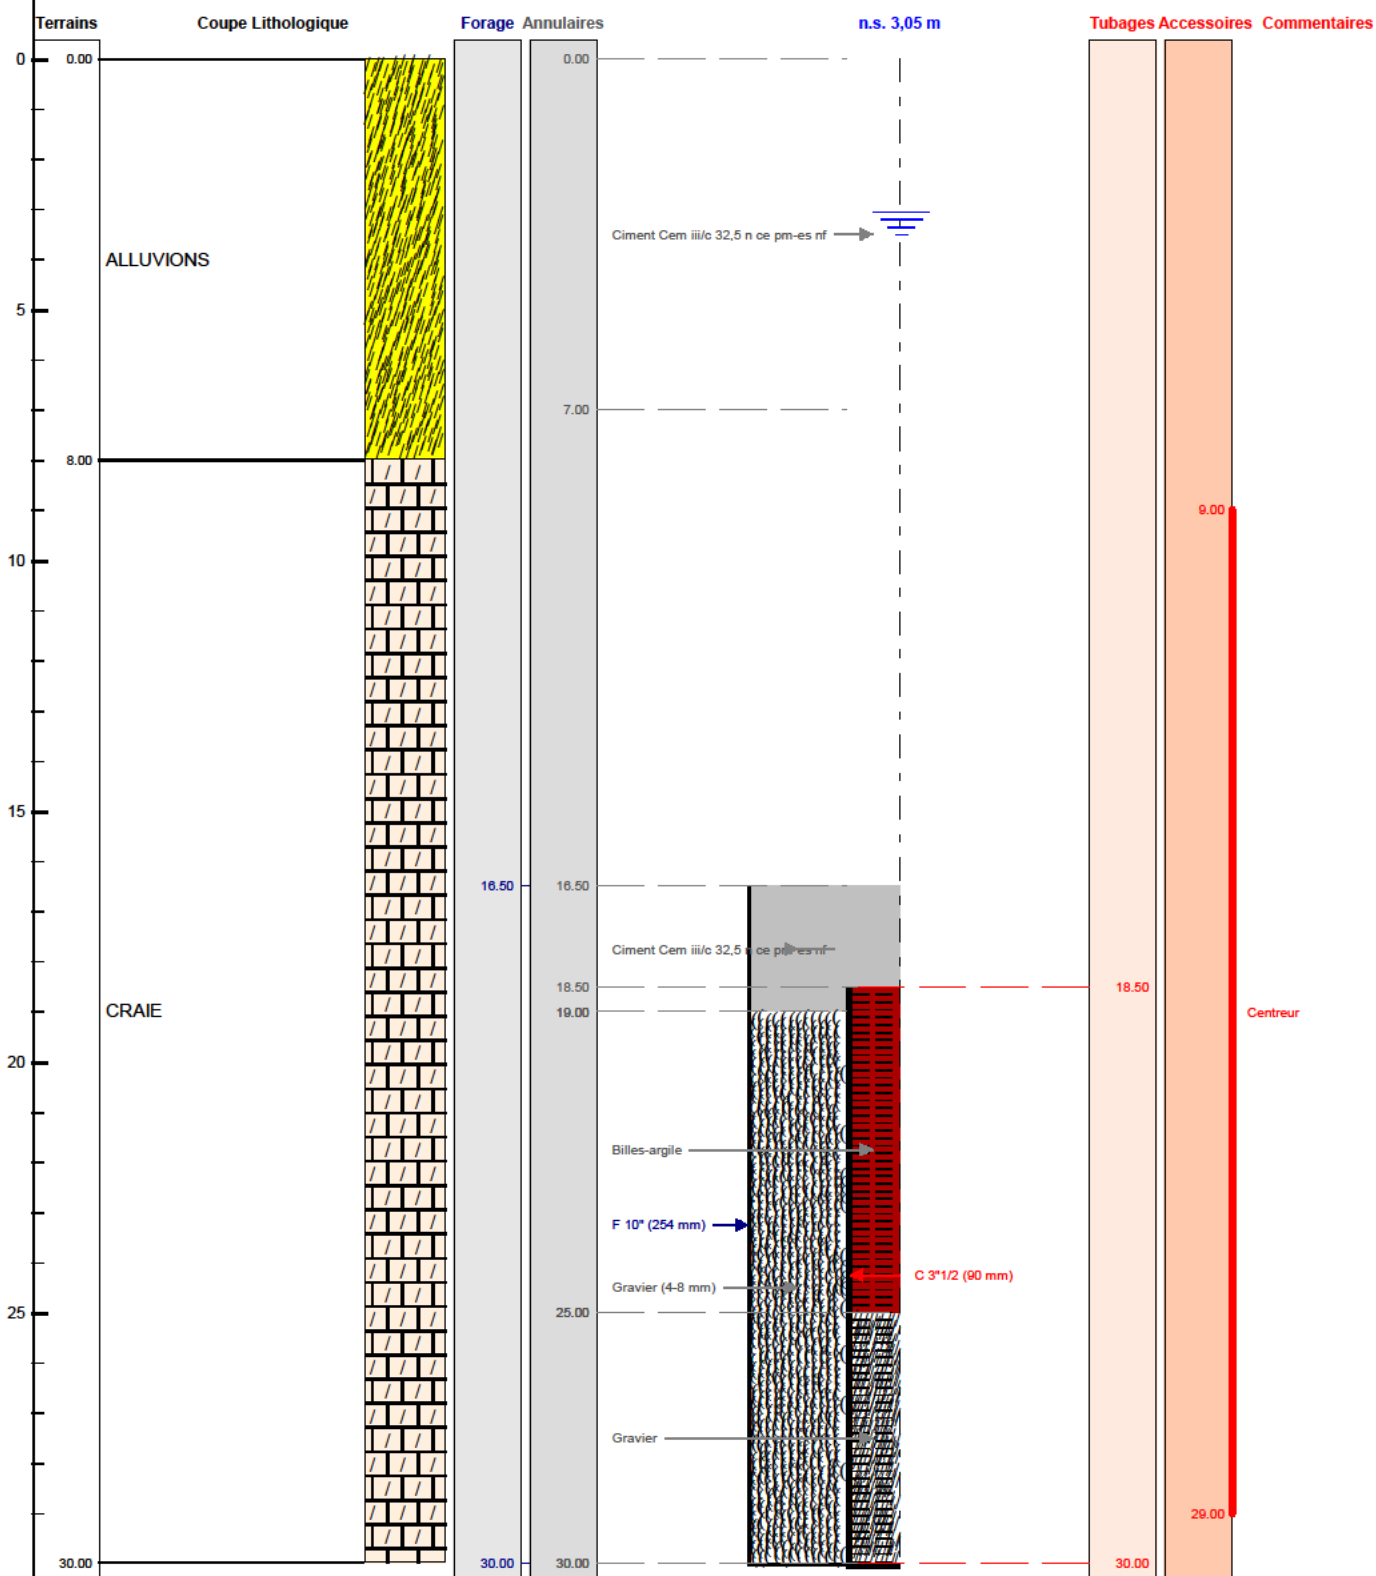 Terrains Coupe Lithologique Forage Annulaires n.s. 3,05 m Tubages Accessoires Commentaires
0 0.00 0.00
Ciment Cem iii/c 32,5 n ce pm-es nf
ALLUVIONS
5
7.00
8.00
9.00
10
15
16.50 16.50
Ciment Cem iii/c 32,5 n ce pm-es nf
18.50 18.50
CRAIE 19.00 Centreur
20
Billes-argile
F 10" (254 mm)
C 3"1/2 (90 mm)
Gravier (4-8 mm)
25 25.00
Gravier
29.00
30.00 30.00 30.00 30.00